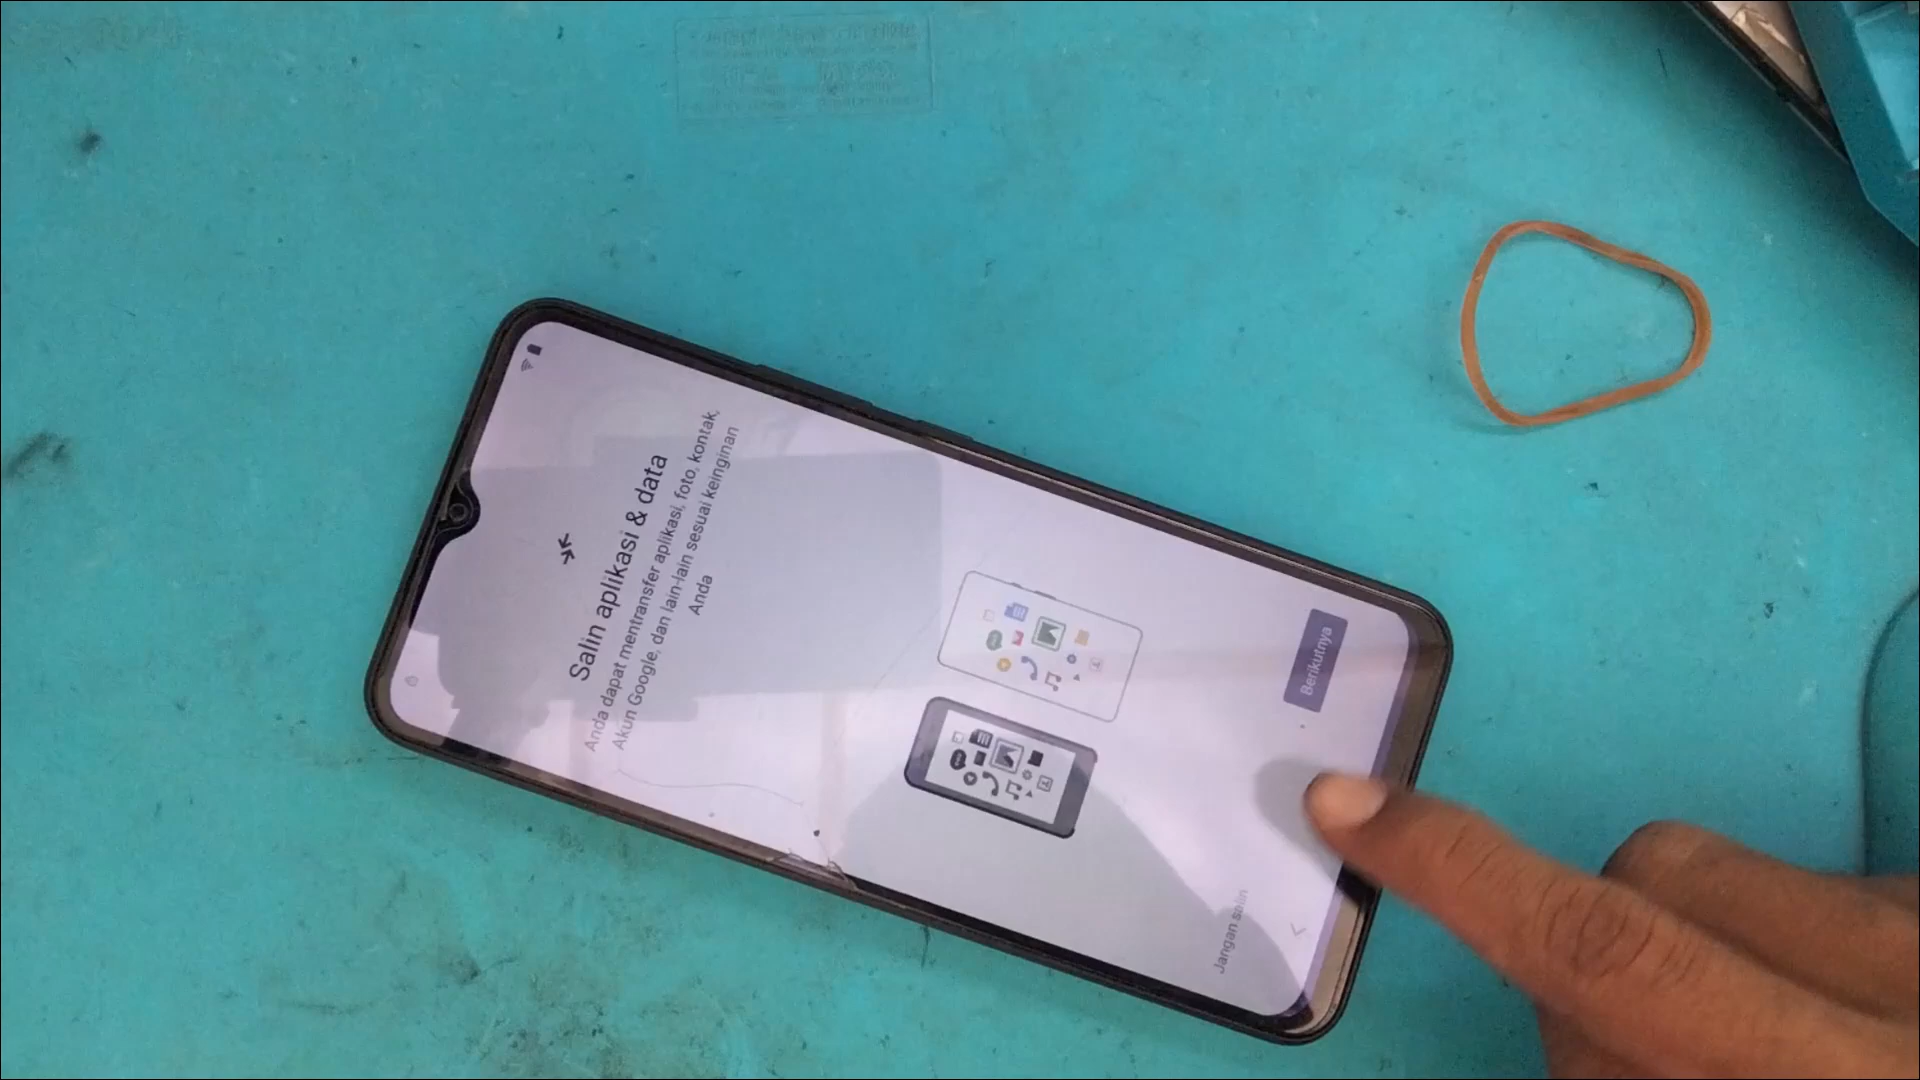 Salin aplikasi & data
Anda dapat mentransfer aplikasi, foto, kontak,
Akun Google, dan lain-lain sesuai keinginan
Anda
Jangan salin
Berikutnya